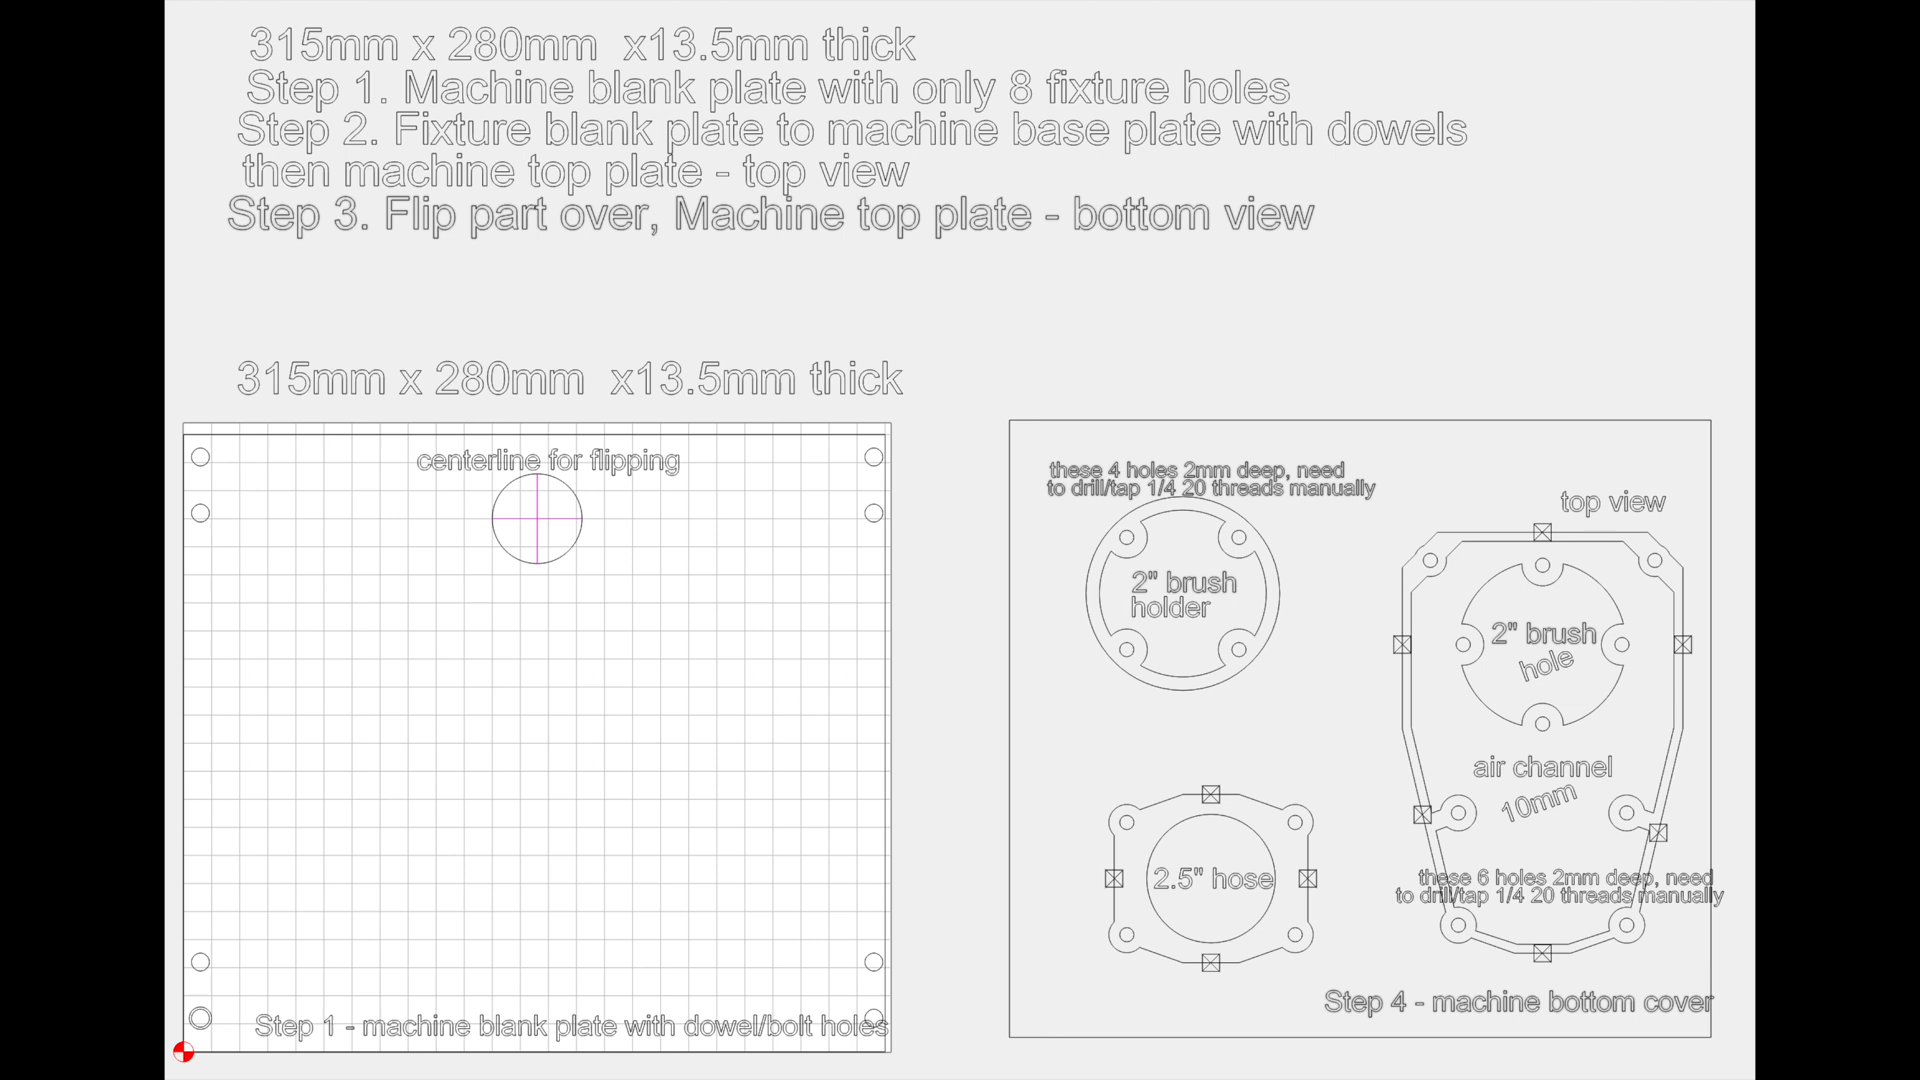 315mm x 280mm  x13.5mm thick
Step 1. Machine blank plate with only 8 fixture holes
Step 2. Fixture blank plate to machine base plate with dowels
then machine top plate - top view
Step 3. Flip part over, Machine top plate - bottom view
315mm x 280mm  x13.5mm thick
centerline for flipping
Step 1 - machine blank plate with dowel/bolt holes
these 4 holes 2mm deep, need
to drill/tap 1/4 20 threads manually
2" brush
holder
2.5" hose
top view
2" brush
hole
air channel
10mm
these 6 holes 2mm deep, need
to drill/tap 1/4 20 threads manually
Step 4 - machine bottom cover